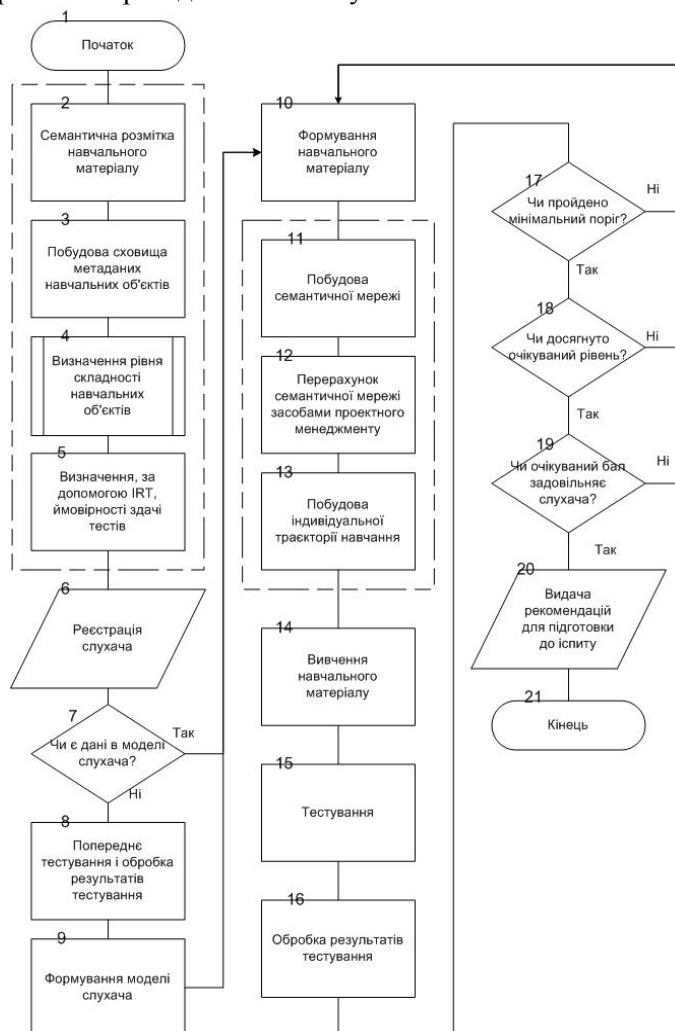 1
Початок
2
Семантична розмітка
навчального
матеріалу
3
Побудова сховища
метаданих
навчальних об'єктів
4
Визначення рівня
складності
навчальних
об'єктів
5
Визначення, за
допомогою IRT,
ймовірності здачі
тестів
6
Реєстрація
слухача
7
Чи є дані в моделі
слухача?
Так
Ні
8
Попереднє
тестування і обробка
результатів
тестування
9
Формування моделі
слухача
10
Формування
навчального
матеріалу
11
Побудова
семантичної мережі
12
Перерахунок
семантичної мережі
засобами проектного
менеджменту
13
Побудова
індивідуальної
траєкторії навчання
14
Вивчення
навчального
матеріалу
15
Тестування
16
Обробка результатів
тестування
17
Чи пройдено
мінімальний поріг?
Ні
Так
18
Чи досягнуто
очікуваний рівень?
Ні
Так
19
Чи очікуваний бал
задовільняє
слухача?
Ні
Так
20
Видача
рекомендацій
для підготовки
до іспиту
21
Кінець